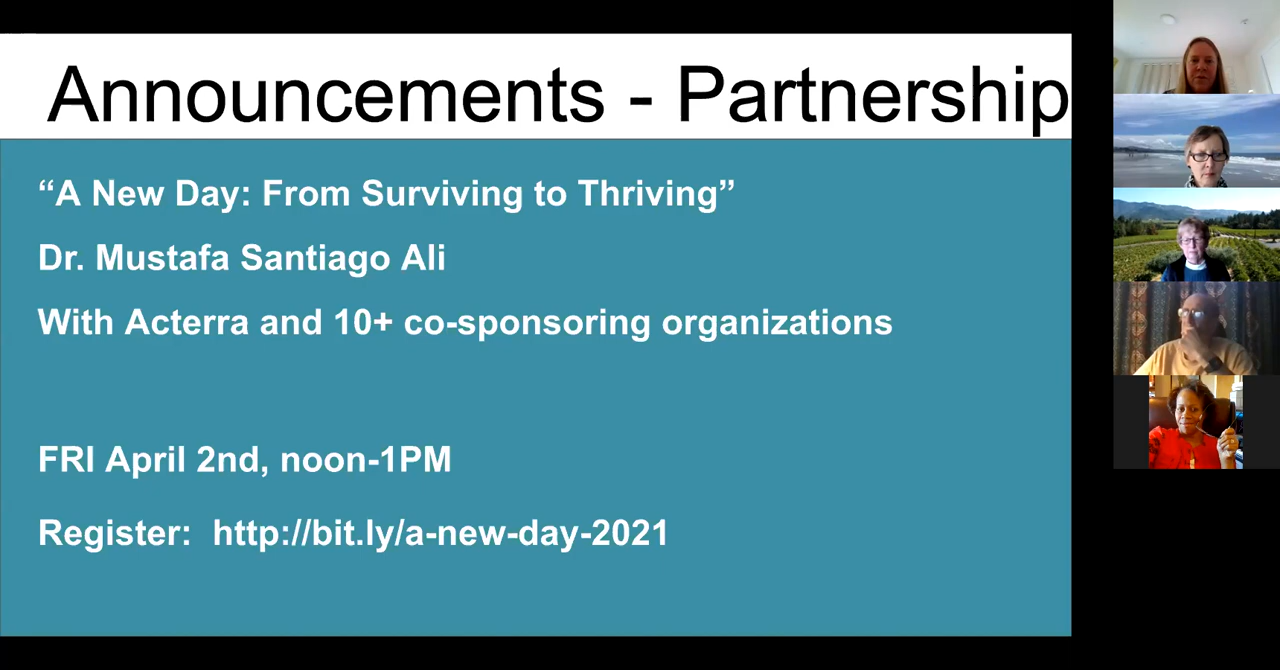 Announcements - Partnership
“A New Day: From Surviving to Thriving”
Dr. Mustafa Santiago Ali
With Acterra and 10+ co-sponsoring organizations
FRI April 2nd, noon-1PM
Register: http://bit.ly/a-new-day-2021